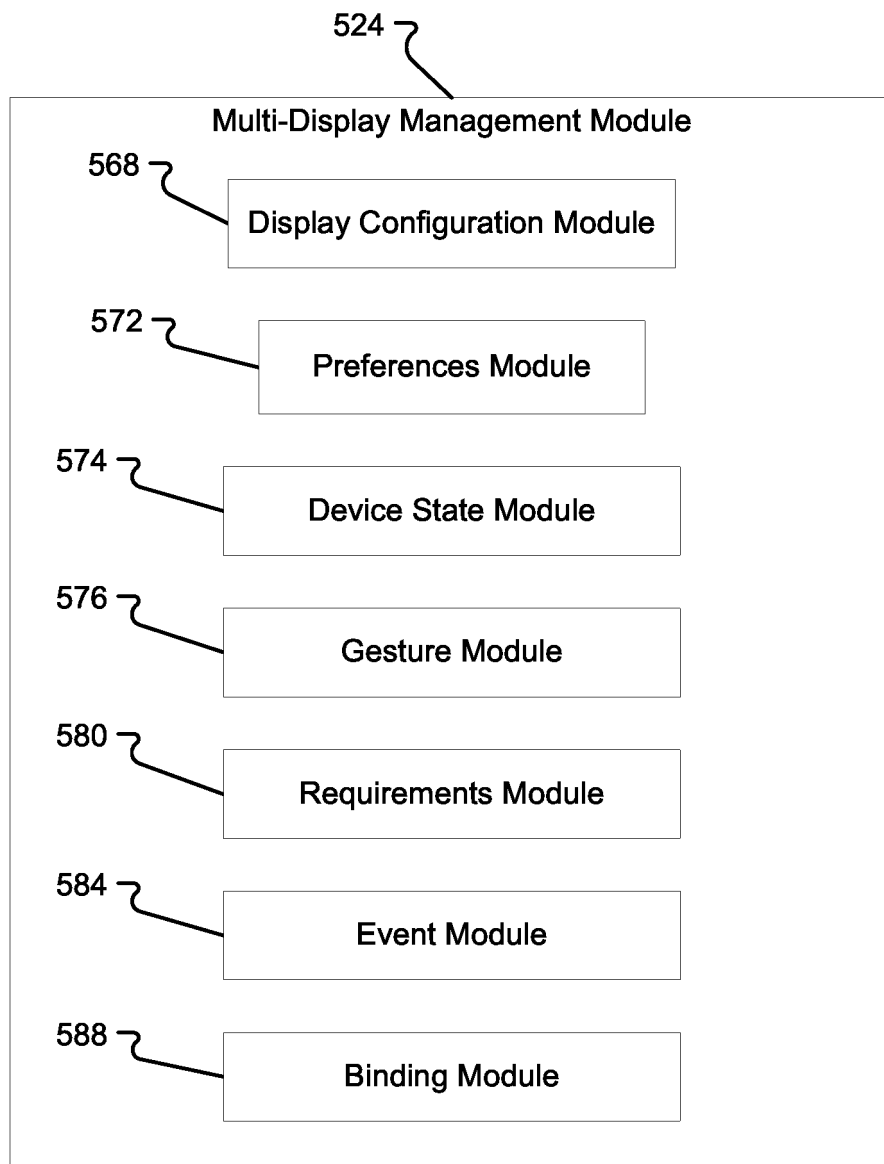 524
Multi-Display Management Module
568
Display Configuration Module
572
Preferences Module
574
Device State Module
576
Gesture Module
580
Requirements Module
584
Event Module
588
Binding Module